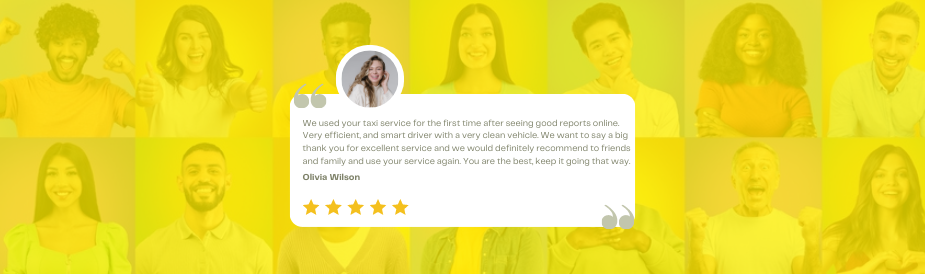 We used your taxi service for the first time after seeing good reports online.
Very efficient, and smart driver with a very clean vehicle. We want to say a big
thank you for excellent service and we would definitely recommend to friends
and family and use your service again. You are the best, keep it going that way.
Olivia Wilson